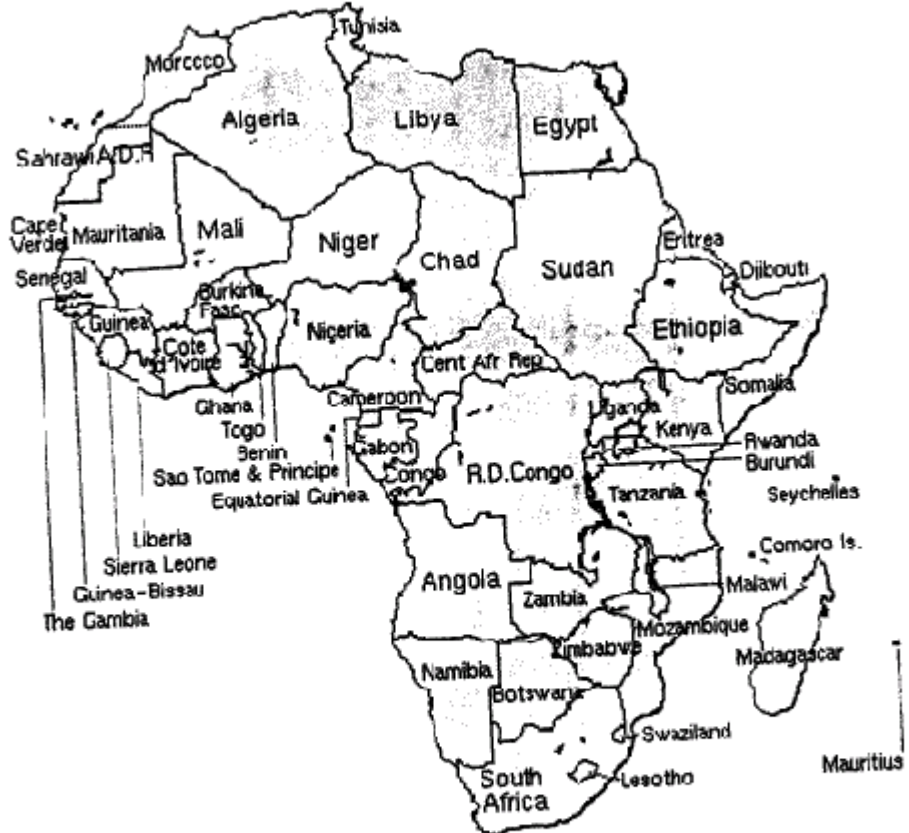 Tunisia
Morccco
Algeria
Libya
Egypt
Sahrawi A.D.R
Cape
Verde
Mauritania
Mali
Niger
Chad
Sudan
Eritrea
Djibouti
Senegal
Burkina
Faso
Guinea
Nigeria
Ethiopia
Cote
d'Ivoire
Cent Afr Rep
Somalia
Ghana
Cameroon
Uganda
Kenya
Togo
Benin
Gabon
Rwanda
Sao Tome & Principe
Congo
R.D.Congo
Burundi
Equatorial Guinea
Tanzania
Seychelles
Liberia
Comoro Is.
Sierra Leone
Angola
Malawi
Guinea-Bissau
Zambia
The Gambia
Mozambique
Zimbabwe
Madagascar
Namibia
Botswana
Swaziland
Mauritius
South
Africa
Lesotho